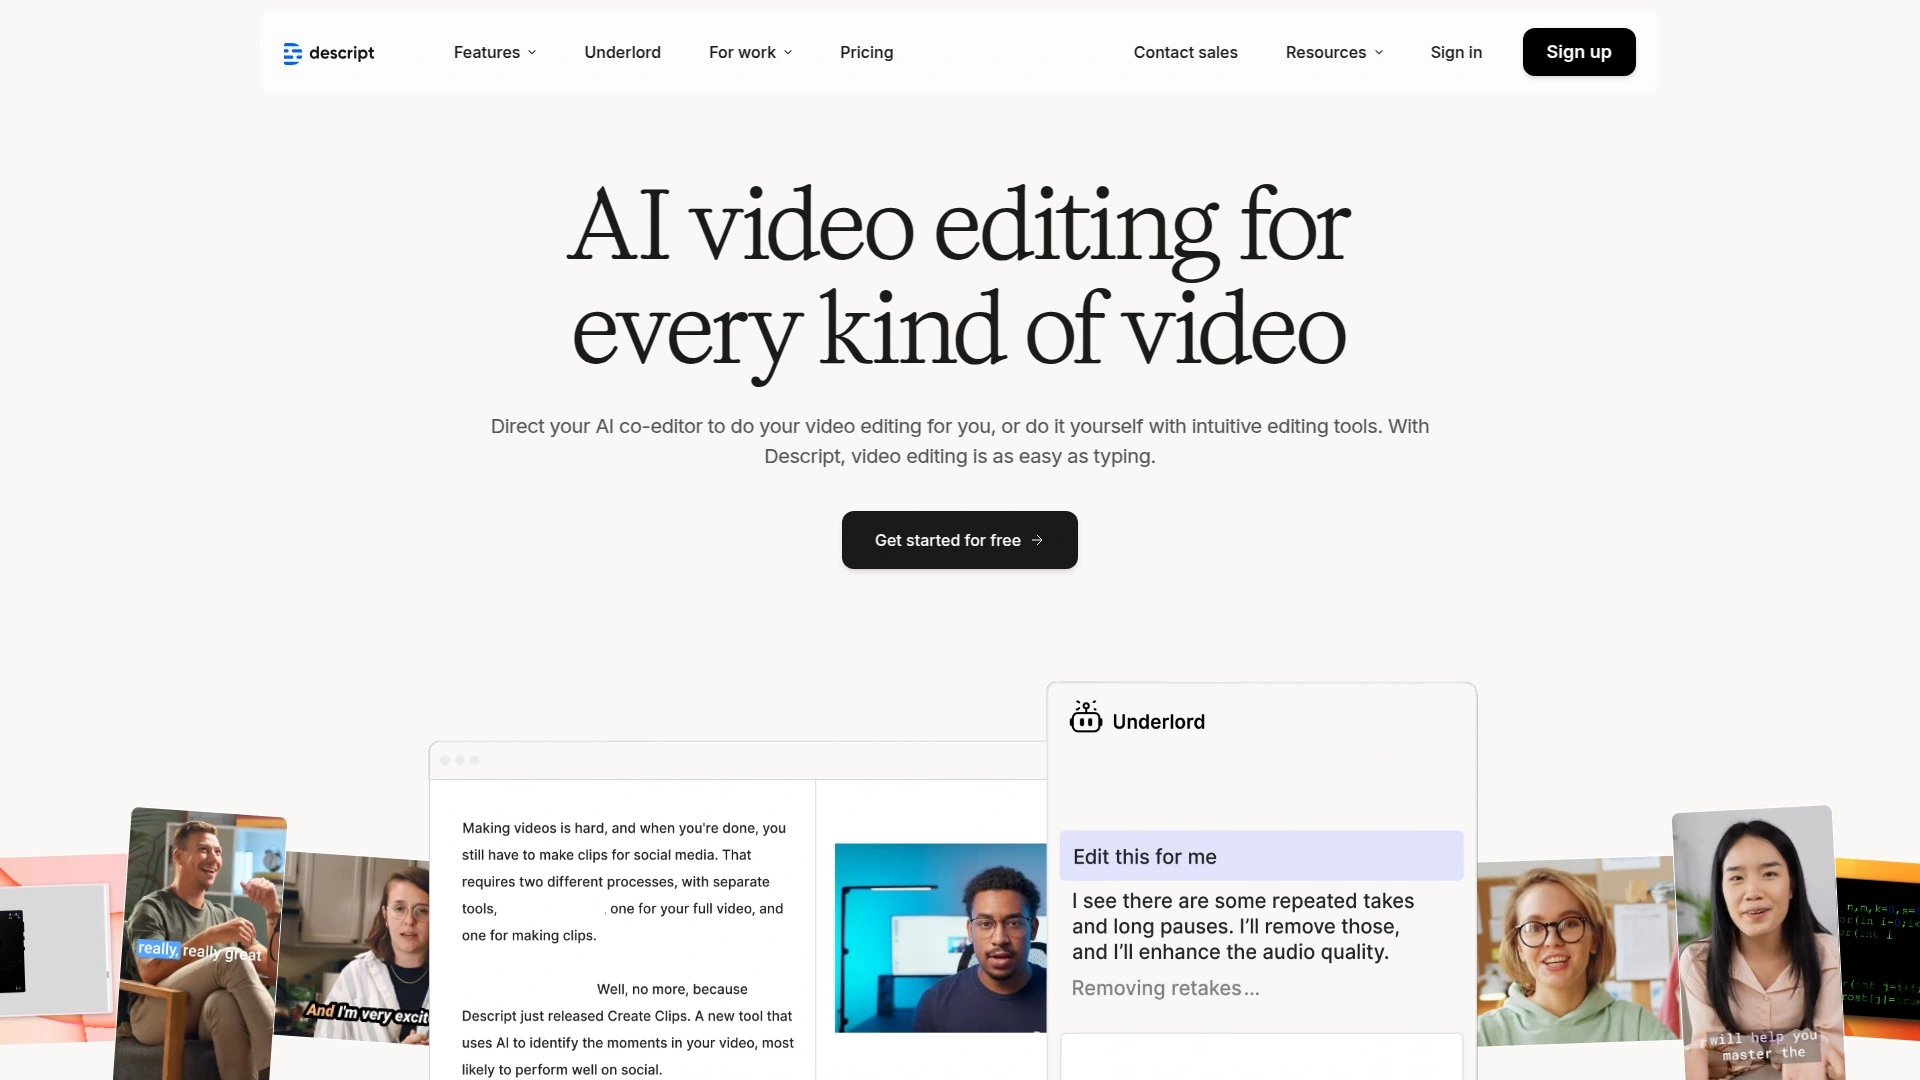 descript
Features
Underlord
For work
Pricing
Contact sales
Resources
Sign in
Sign up
AI video editing for
every kind of video
Direct your AI co-editor to do your video editing for you, or do it yourself with intuitive editing tools. With
Descript, video editing is as easy as typing.
Get started for free →
Making videos is hard, and when you're done, you
still have to make clips for social media. That
requires two different processes, with separate
tools, , one for your full video, and
one for making clips.
Well, no more, because
Descript just released Create Clips. A new tool that
uses AI to identify the moments in your video, most
likely to perform well on social.
Underlord
Edit this for me
I see there are some repeated takes
and long pauses. I’ll remove those,
and I’ll enhance the audio quality.
Removing retakes...
really, really great
And I'm very excit
will help you
master the